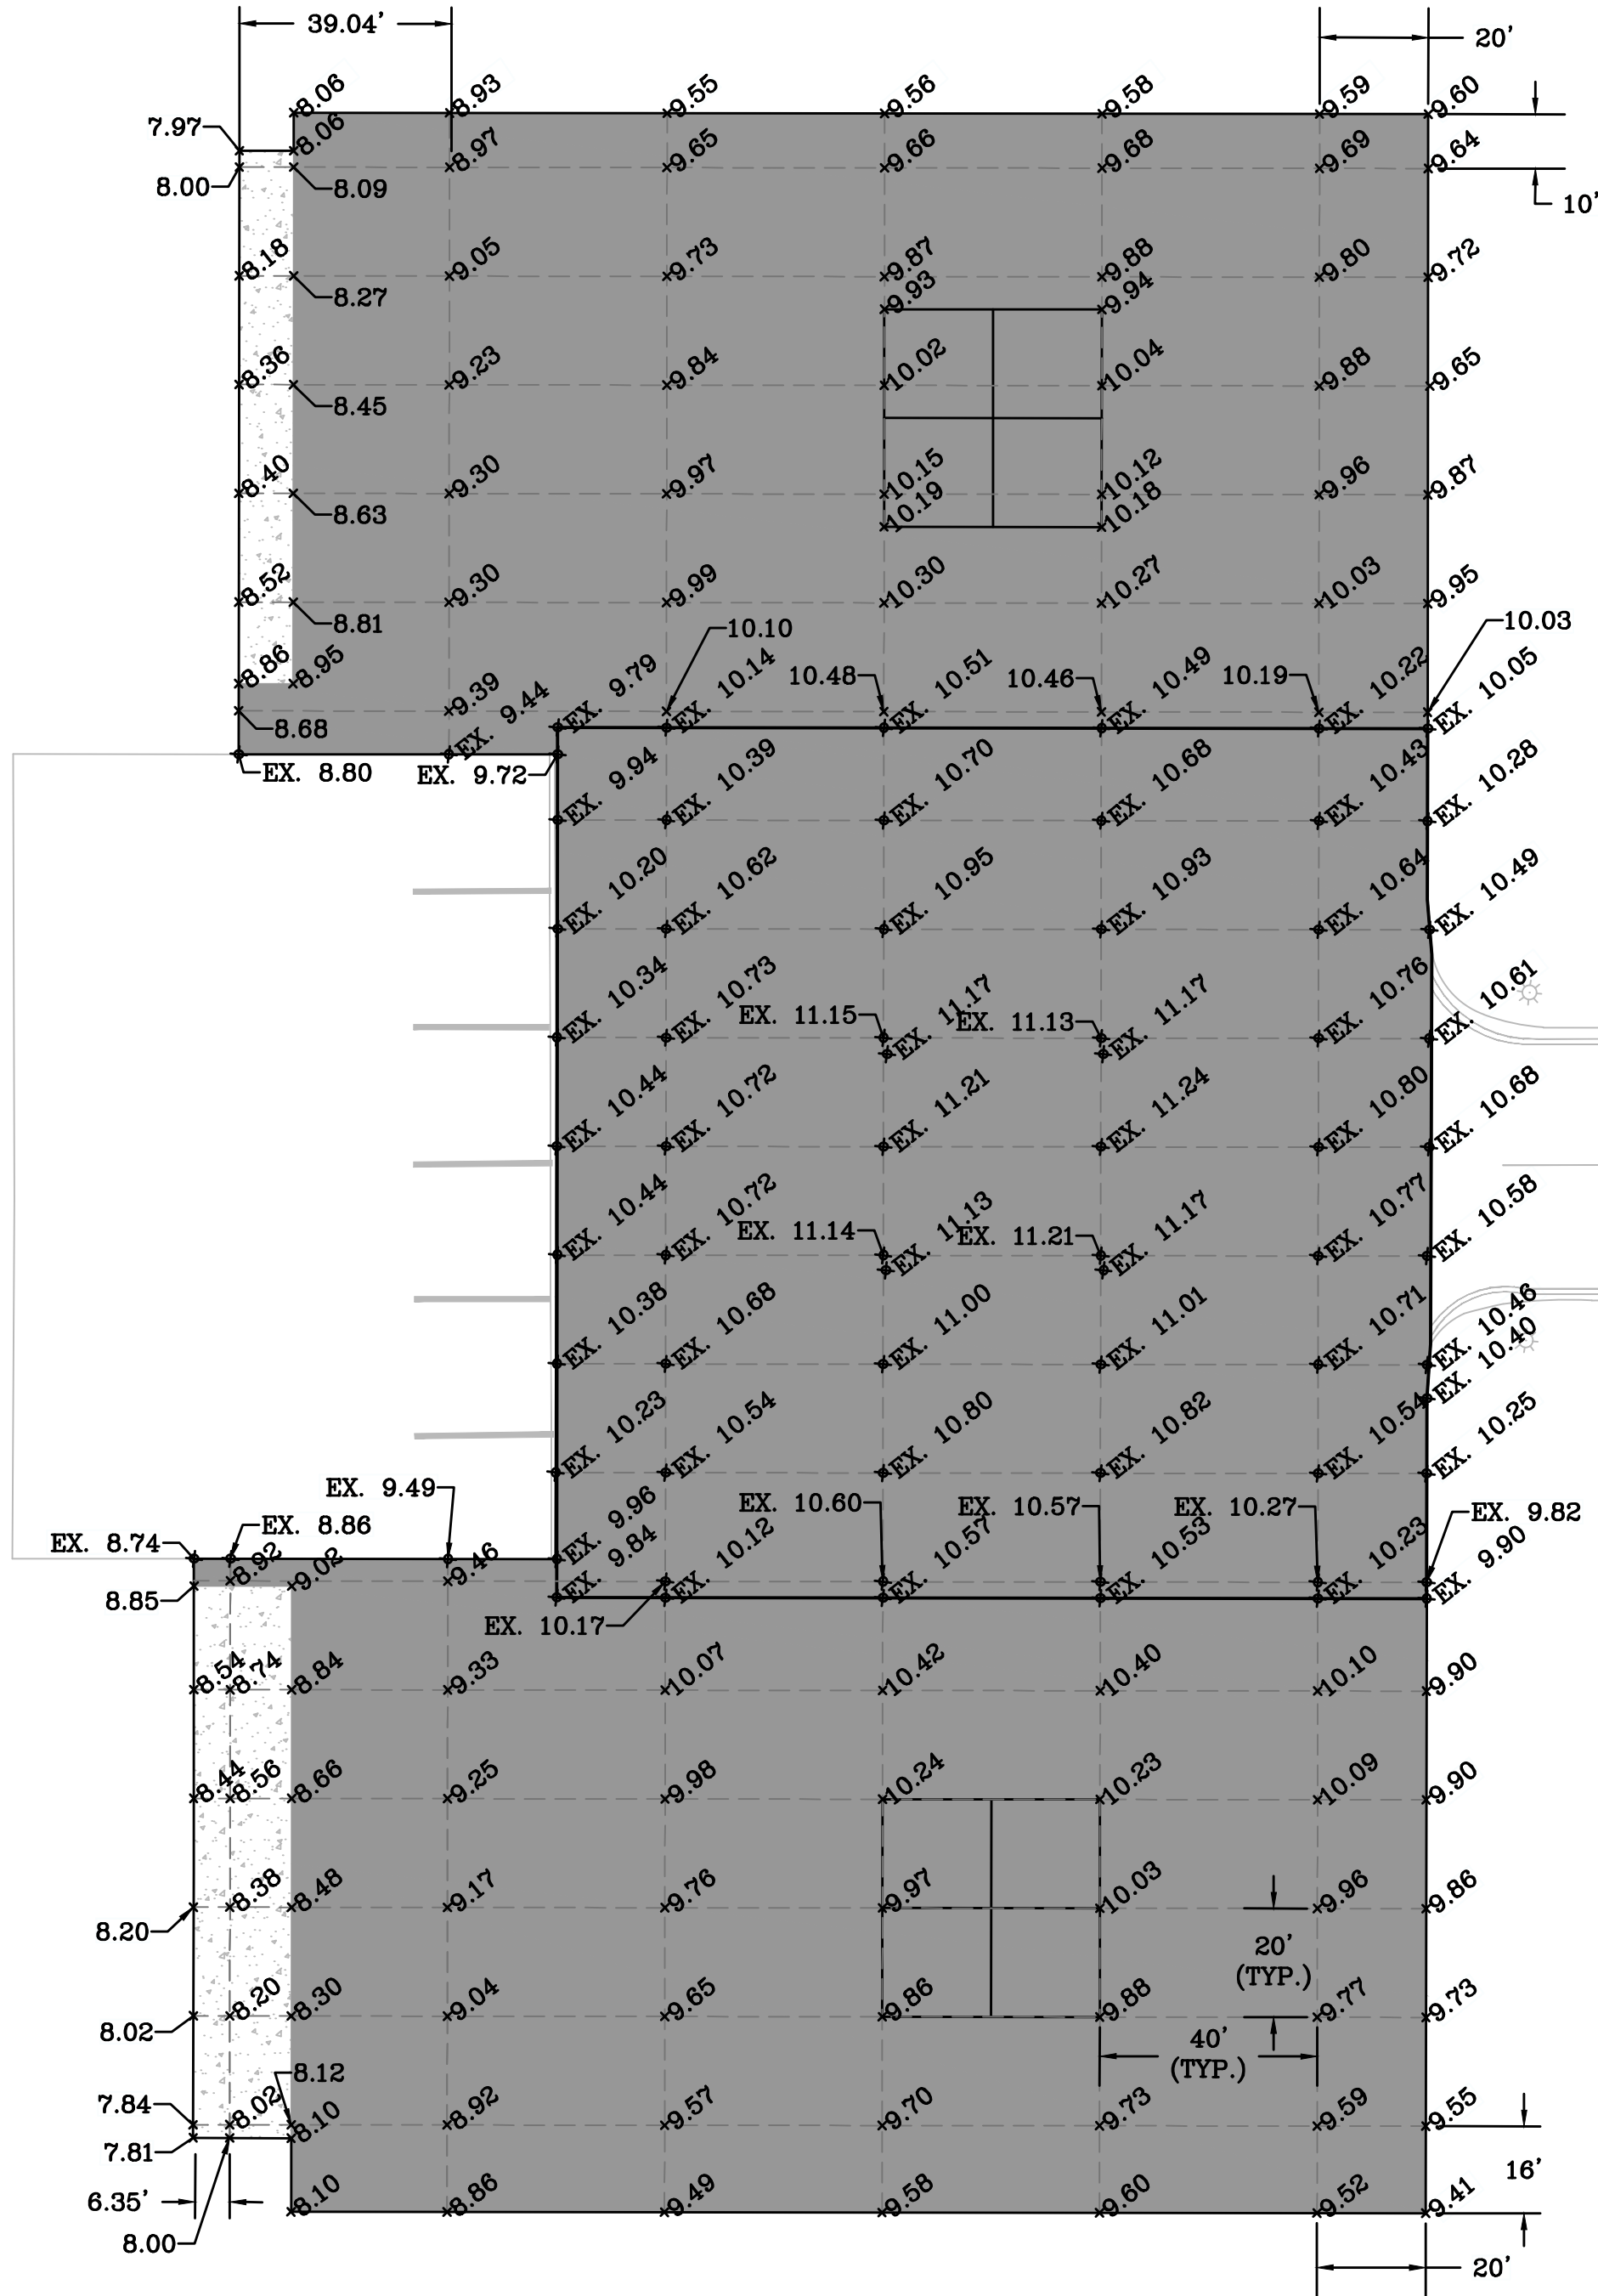 39.04'
20'
8.06 8.93 9.55 9.56 9.58 9.59 9.60
7.97 8.06
8.97 9.65 9.66 9.68 9.69 9.64
8.00 8.09
10'
8.18 9.05 9.73 9.87 9.88 9.80 9.72
8.27
9.93 9.94
8.36 9.23 9.84 10.02 10.04 9.88 9.65
8.45
8.40 9.30 9.97 10.15 10.12 9.96 9.87
8.63
10.19 10.18
8.52 9.30 9.99 10.30 10.27 10.03 9.95
8.81
10.10 10.03
8.86 8.95
10.48 10.46 10.19
9.39
8.68
EX. 9.44 EX. 9.79 EX. 10.14 EX. 10.51 EX. 10.49 EX. 10.22 EX. 10.05
EX. 8.80 EX. 9.72
EX. 9.94 EX. 10.39 EX. 10.70 EX. 10.68 EX. 10.43 EX. 10.28
EX. 10.20 EX. 10.62 EX. 10.95 EX. 10.93 EX. 10.64 EX. 10.49
EX. 10.34 EX. 10.73 EX. 11.15 EX. 11.17 EX. 11.13 EX. 11.17 EX. 10.76 EX. 10.61
EX. 10.44 EX. 10.72 EX. 11.21 EX. 11.24 EX. 10.80 EX. 10.68
EX. 10.44 EX. 10.72 EX. 11.14 EX. 11.13 EX. 11.21 EX. 11.17 EX. 10.77 EX. 10.58
EX. 10.38 EX. 10.68 EX. 11.00 EX. 11.01 EX. 10.71 EX. 10.46
EX. 10.40
EX. 10.23 EX. 10.54 EX. 10.80 EX. 10.82 EX. 10.54 EX. 10.25
EX. 9.49
EX. 10.60 EX. 10.57 EX. 10.27 EX. 9.82
EX. 8.74 EX. 8.86 EX. 9.96
8.92 9.46
8.85 9.02
EX. 9.84 EX. 10.12 EX. 10.57 EX. 10.53 EX. 10.23 EX. 9.90
EX. 10.17
8.54 8.74 8.84 9.33 10.07 10.42 10.40 10.10 9.90
8.44 8.56 8.66 9.25 9.98 10.24 10.23 10.09 9.90
8.38 8.48 9.17 9.76 9.97 10.03 9.96 9.86
8.20
20'
(TYP.)
8.20 8.30 9.04 9.65 9.86 9.88 9.77 9.73
8.02
40'
(TYP.)
8.12
7.84 8.02 8.92 9.57 9.70 9.73 9.59 9.55
7.81 8.10
16'
6.35'
8.10 8.86 9.49 9.58 9.60 9.52 9.41
8.00
20'